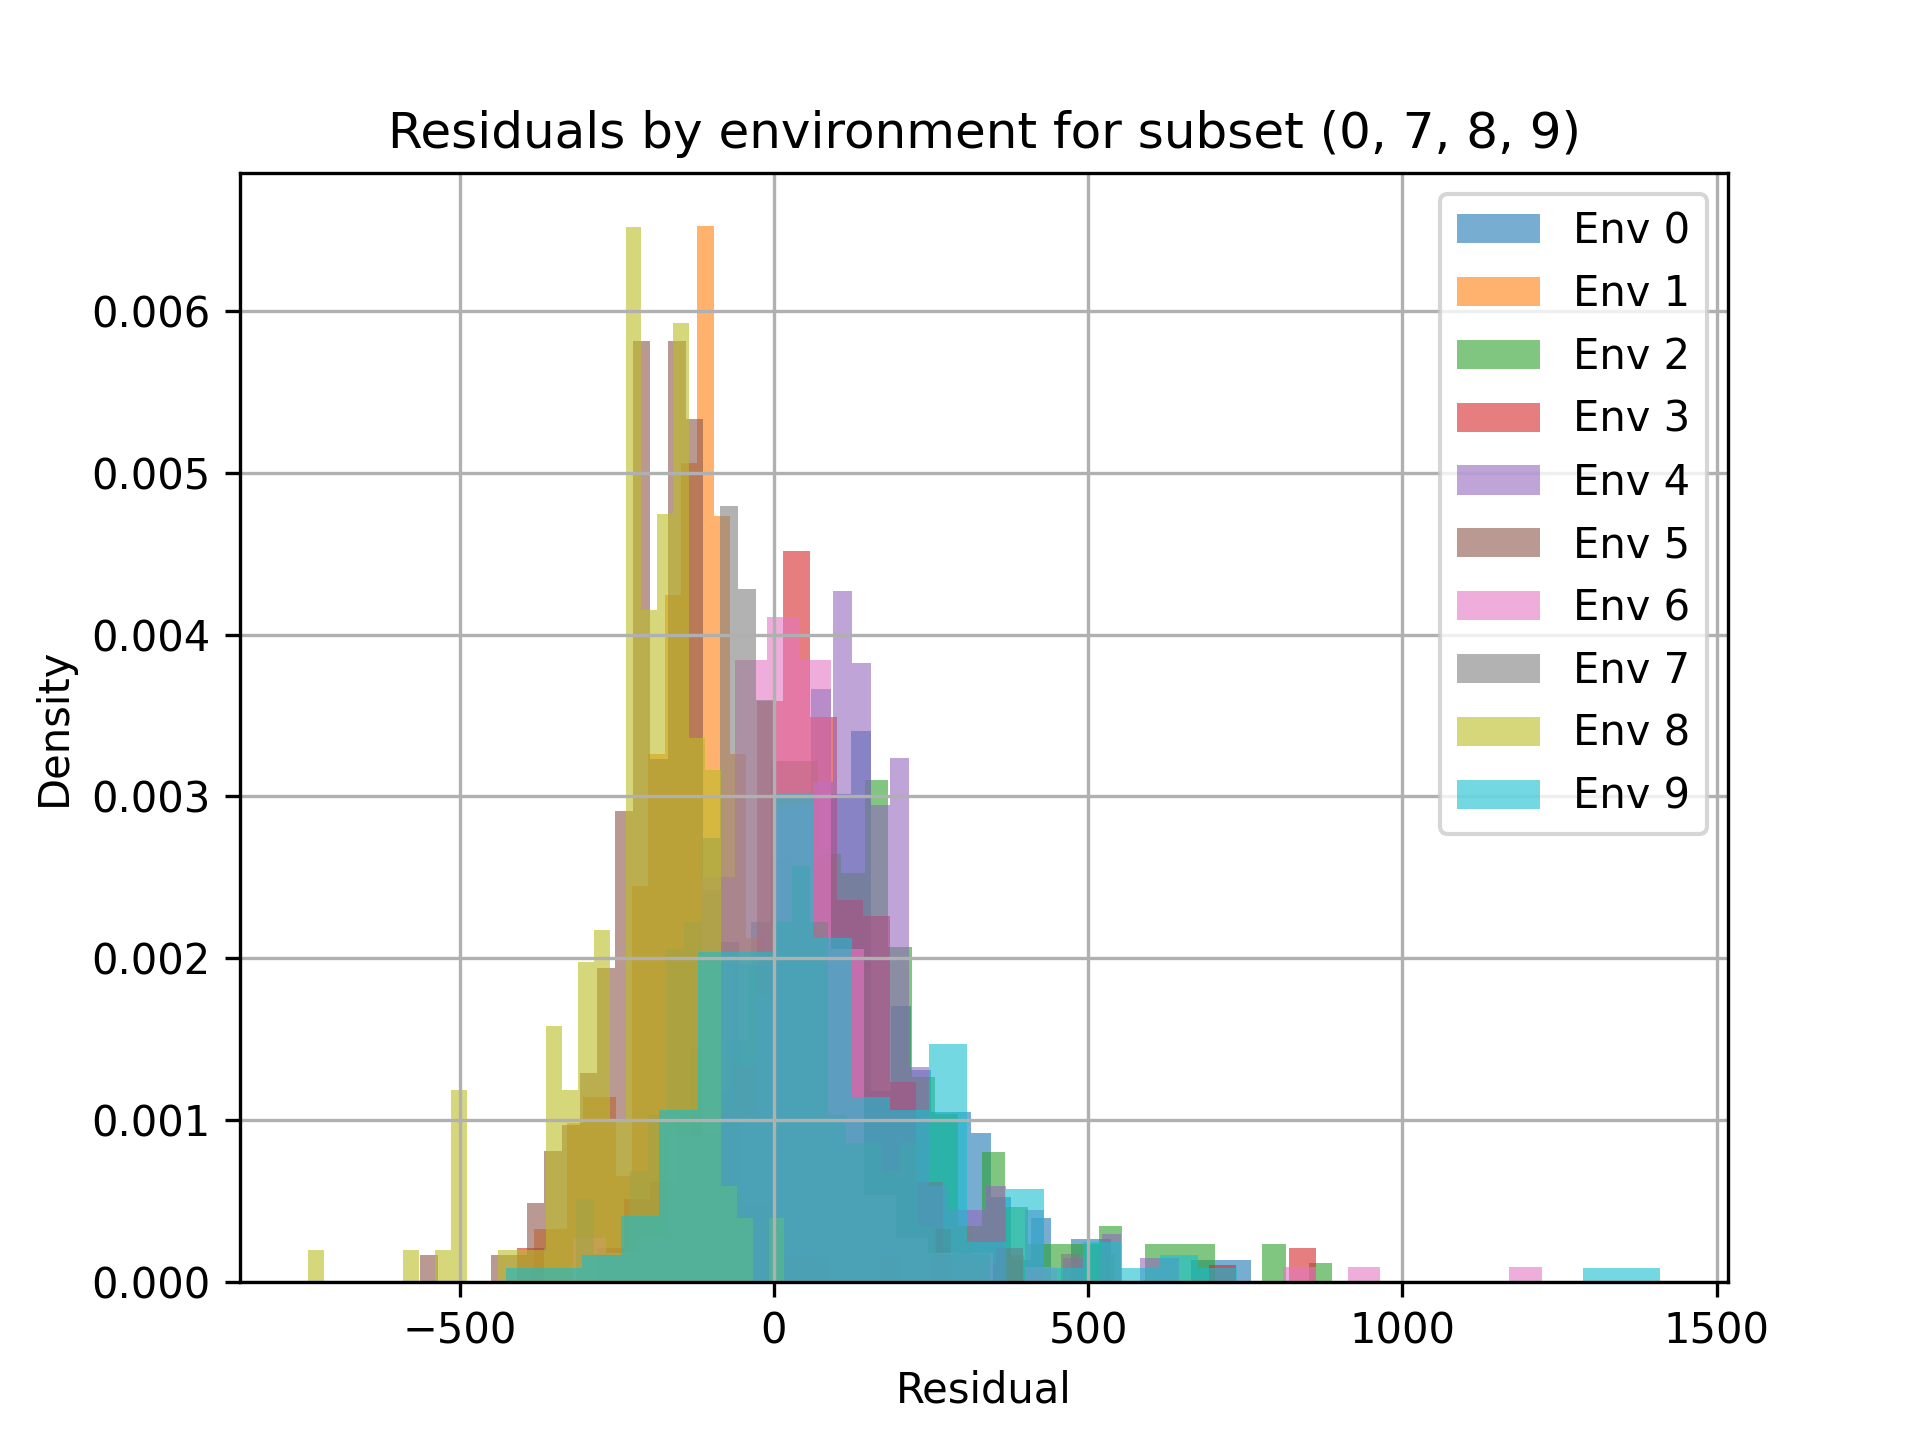 Residuals by environment for subset (0, 7, 8, 9)
Env 0
Env 1
Env 2
Env 3
Env 4
Env 5
Env 6
Env 7
Env 8
Env 9
Density
0.006
0.005
0.004
0.003
0.002
0.001
0.000
−500 0 500 1000 1500
Residual